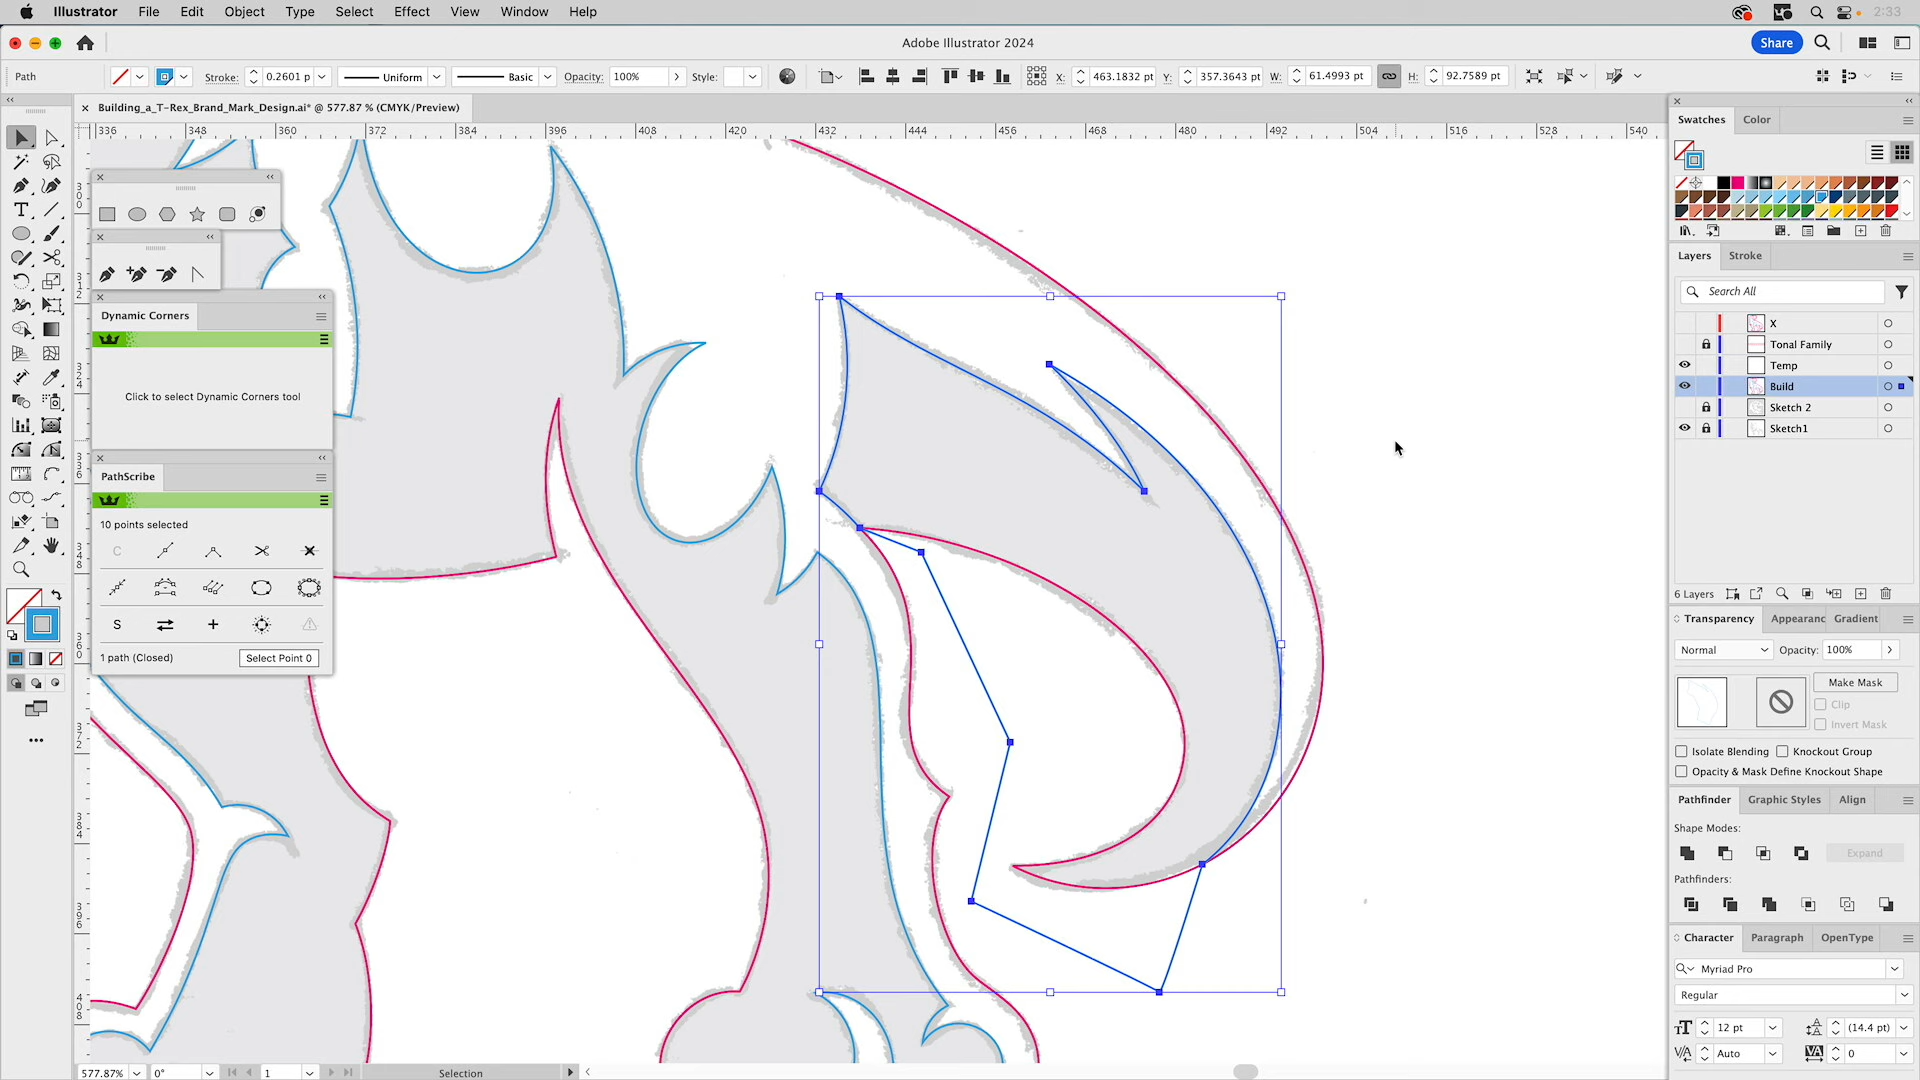 Illustrator File Edit Object Type Select Effect View Window Help 2:33
Adobe Illustrator 2024 Share
Path Stroke: 0.2601 p Uniform Basic Opacity: 100% Style: X: 463.1832 pt Y: 357.3643 pt W: 61.4993 pt H: 92.7589 pt
Building_a_T-Rex_Brand_Mark_Design.ai* @ 577.87 % (CMYK/Preview)
336 348 360 372 384 396 408 420 432 444 456 468 480 492 504 516 528 540
Swatches Color
Layers Stroke
Search All
X
Tonal Family
Temp
Build
Sketch 2
Sketch1
6 Layers
Dynamic Corners
Click to select Dynamic Corners tool
PathScribe
10 points selected
1 path (Closed) Select Point 0
Transparency Appearanc Gradient
Normal Opacity: 100%
Make Mask
Clip
Invert Mask
Isolate Blending Knockout Group
Opacity & Mask Define Knockout Shape
Pathfinder Graphic Styles Align
Shape Modes:
Expand
Pathfinders:
Character Paragraph OpenType
Myriad Pro
Regular
12 pt (14.4 pt)
Auto 0
577.87% 0° 1 Selection